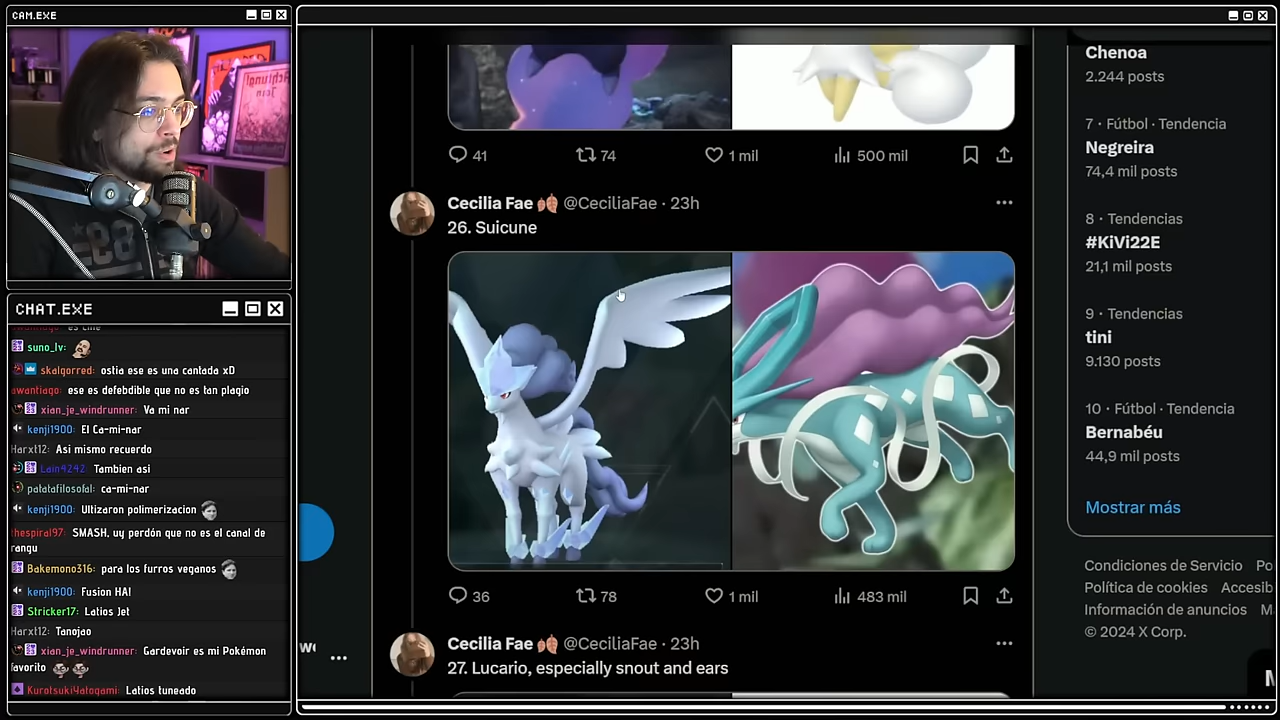 CAM.EXE
Achtung!
Join
CHAT.EXE
suno_lv:
skalgorred: ostia ese es una cantada xD
awantiago: ese es defebdible que no es tan plagio
xian_je_windrunner: Va mi nar
kenji1900: El Ca-mi-nar
Harxt12: Asi mismo recuerdo
Lain4242: Tambien asi
patatafilosofal: ca-mi-nar
kenji1900: Ultizaron polimerizacion
hespiral97: SMASH, uy perdón que no es el canal de
rangu
Bakemono316: para los furros veganos
kenji1900: Fusion HA!
Stricker17: Latios Jet
Harxt12: Tanojao
xian_je_windrunner: Gardevoir es mi Pokémon
favorito
KurotsukiYatogami: Latios tuneado
41
74
1 mil
500 mil
Cecilia Fae @CeciliaFae · 23h
26. Suicune
36
78
1 mil
483 mil
Cecilia Fae @CeciliaFae · 23h
27. Lucario, especially snout and ears
Chenoa
2.244 posts
7 · Fútbol · Tendencia
Negreira
74,4 mil posts
8 · Tendencias
#KiVi22E
21,1 mil posts
9 · Tendencias
tini
9.130 posts
10 · Fútbol · Tendencia
Bernabéu
44,9 mil posts
Mostrar más
Condiciones de Servicio Po
Política de cookies Accesib
Información de anuncios M
© 2024 X Corp.